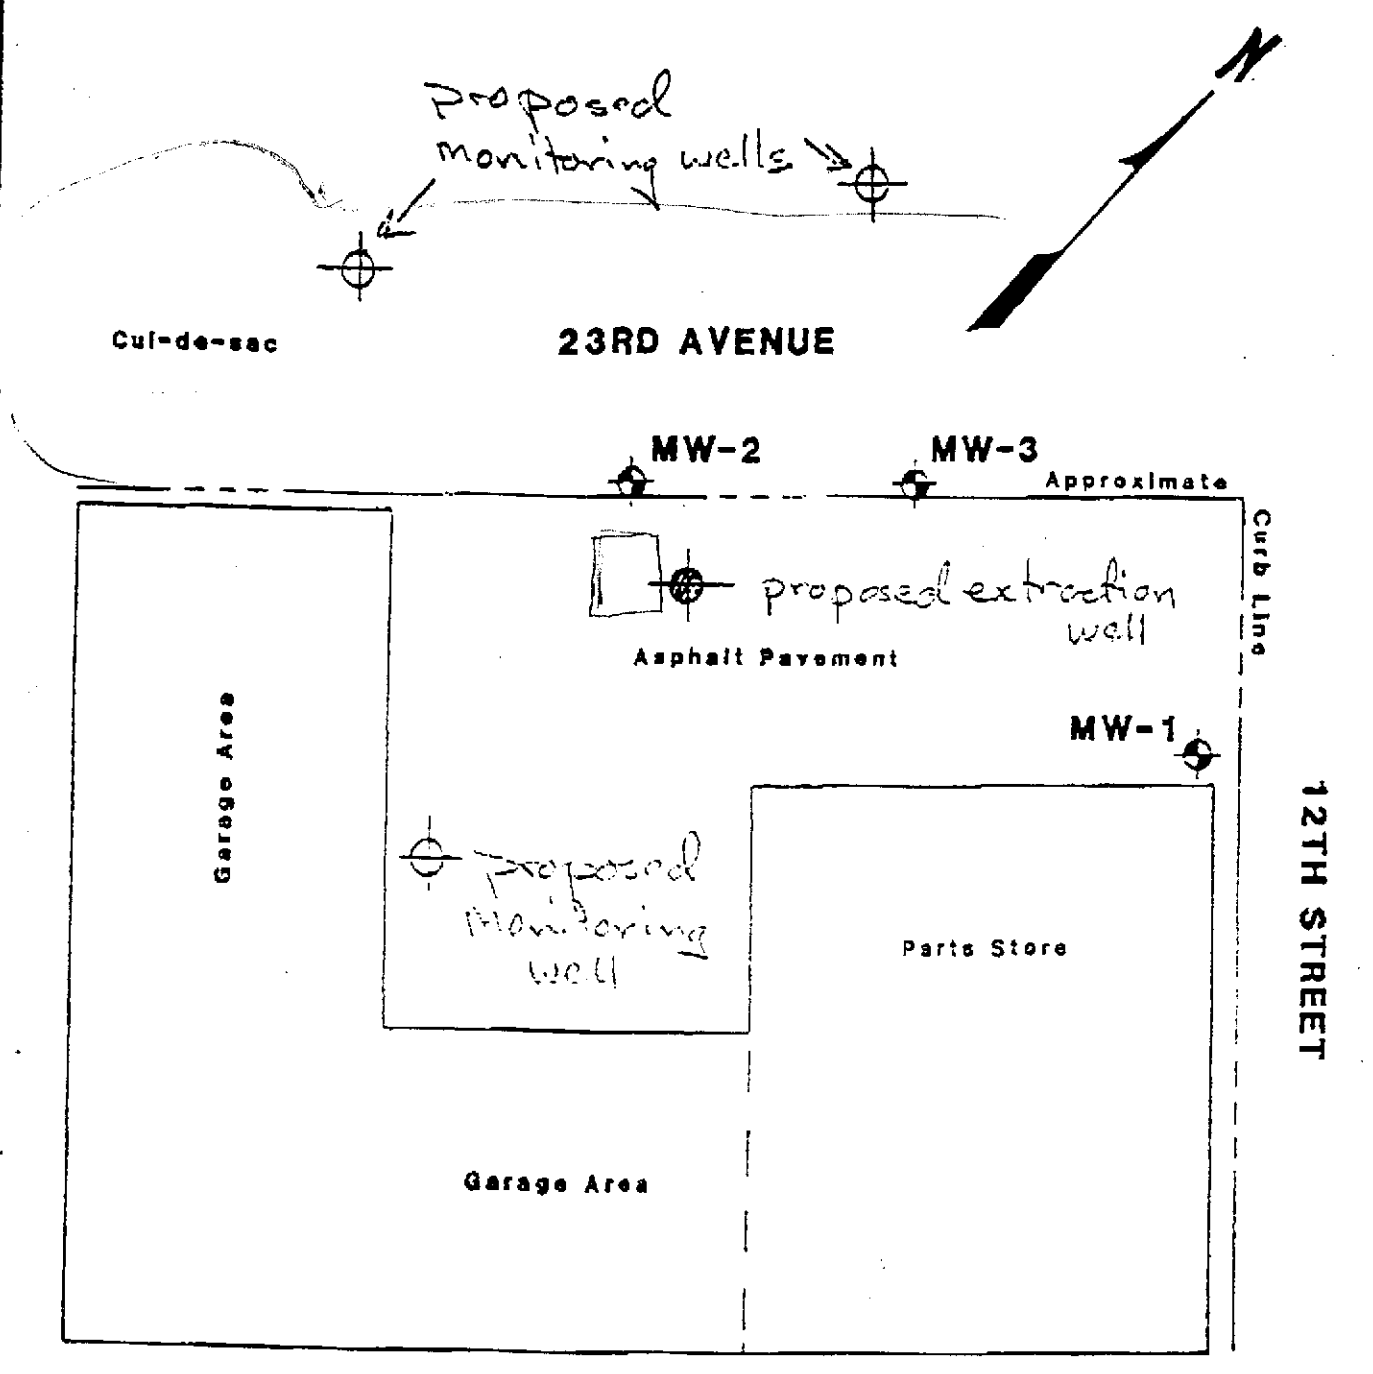 N
proposed
monitoring wells
Cul-de-sac
23RD AVENUE
MW-2
MW-3
Approximate
Curb Line
proposed extraction
well
Asphalt Pavement
MW-1
Garage Area
12TH STREET
proposed
monitoring
well
Parts Store
Garage Area